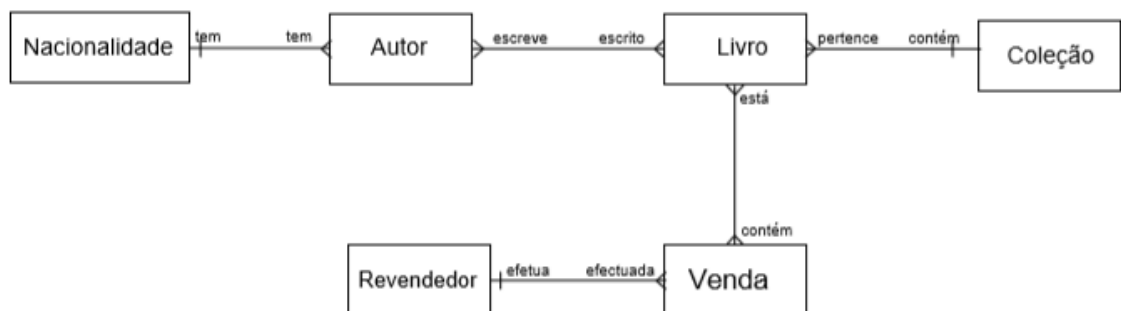 Nacionalidade
tem
tem
Autor
escreve
escrito
Livro
pertence
contém
Coleção
está
contém
Revendedor
efetua
efectuada
Venda